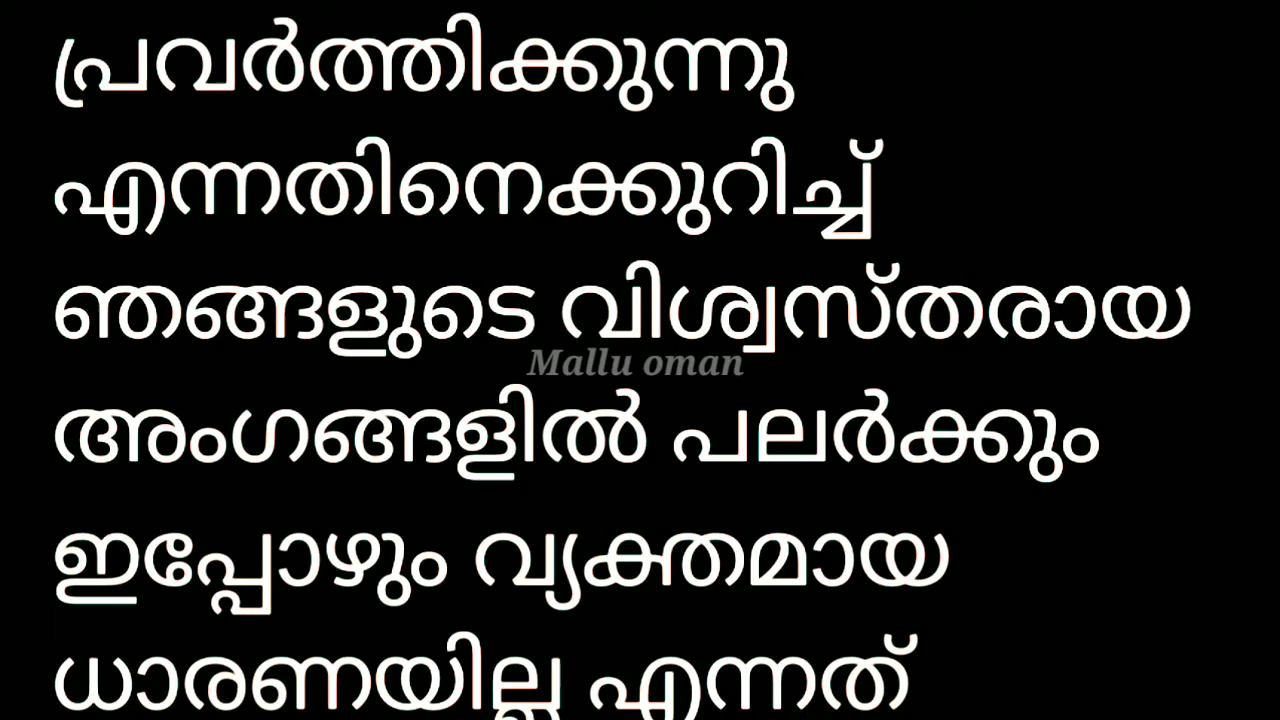 പ്രവർത്തിക്കുന്നു
എന്നതിനെക്കുറിച്ച്
ഞങ്ങളുടെ വിശ്വസ്തരായ
Mallu oman
അംഗങ്ങളിൽ പലർക്കും
ഇപ്പോഴും വ്യക്തമായ
ധാരണയില്ല എന്നത്